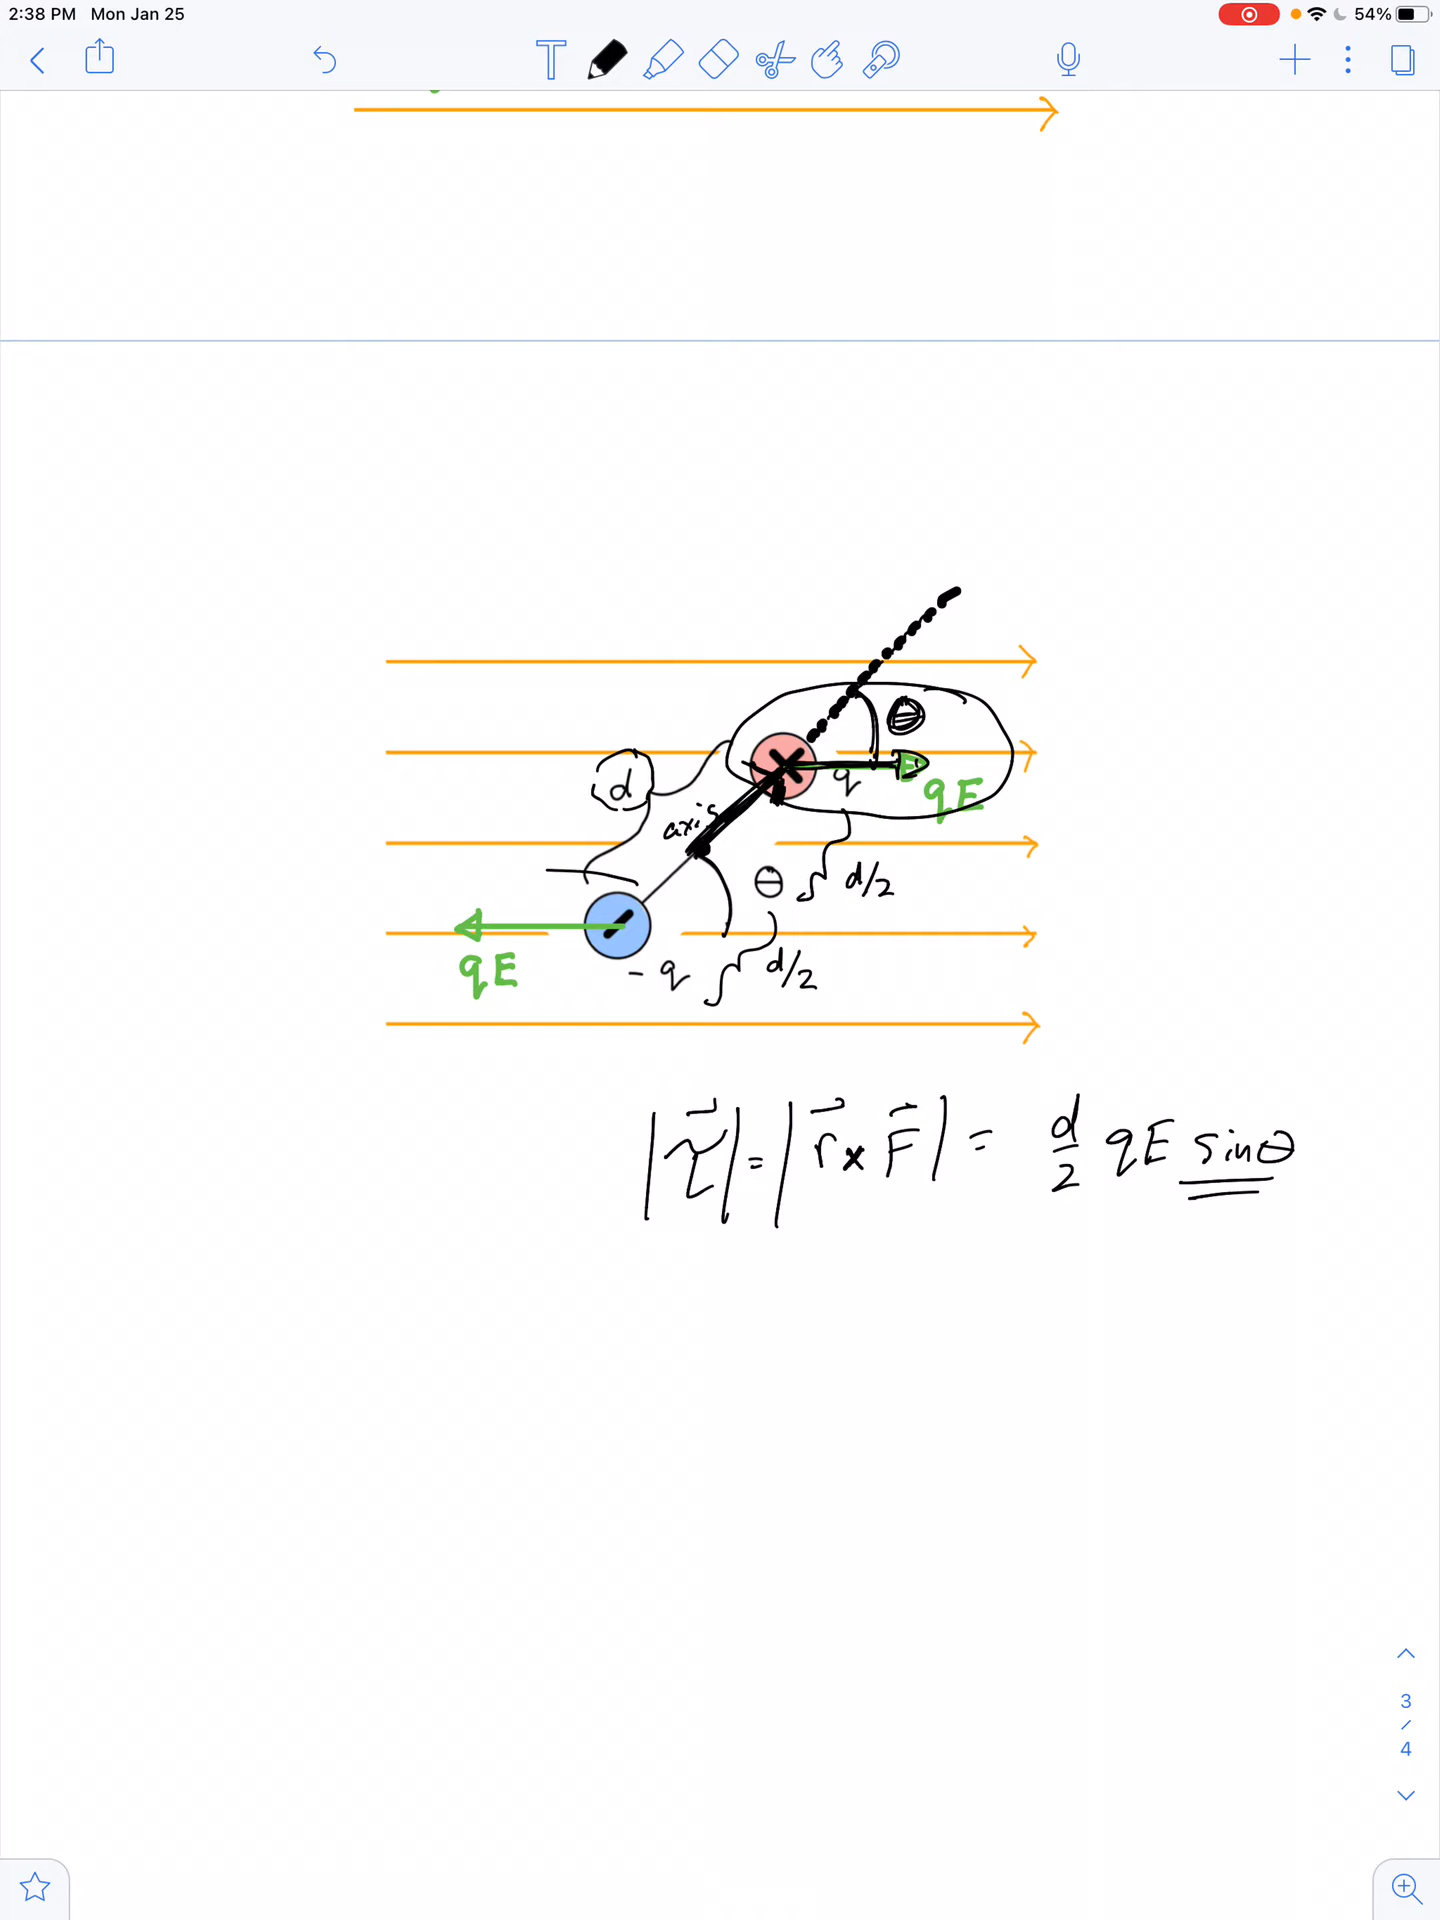 2:38 PM Mon Jan 25
54%
T
θ
d
q
qE
axis
θ
d/2
qE
- q
d/2
|τ⃗| = |r⃗ × F⃗| = d/2 qE sinθ
3
/
4